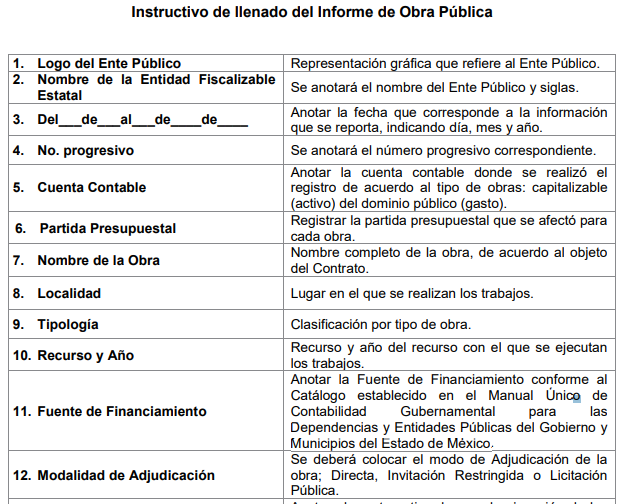 Instructivo de llenado del Informe de Obra Pública
1. Logo del Ente Público
Representación gráfica que refiere al Ente Público.
2. Nombre de la Entidad Fiscalizable
Estatal
Se anotará el nombre del Ente Público y siglas.
3. Del___de___al___de____de____
Anotar la fecha que corresponde a la información
que se reporta, indicando día, mes y año.
4. No. progresivo
Se anotará el número progresivo correspondiente.
5. Cuenta Contable
Anotar la cuenta contable donde se realizó el
registro de acuerdo al tipo de obras: capitalizable
(activo) del dominio público (gasto).
6. Partida Presupuestal
Registrar la partida presupuestal que se afectó para
cada obra.
7. Nombre de la Obra
Nombre completo de la obra, de acuerdo al objeto
del Contrato.
8. Localidad
Lugar en el que se realizan los trabajos.
9. Tipología
Clasificación por tipo de obra.
10. Recurso y Año
Recurso y año del recurso con el que se ejecutan
los trabajos.
11. Fuente de Financiamiento
Anotar la Fuente de Financiamiento conforme al
Catálogo establecido en el Manual Único de
Contabilidad Gubernamental para las
Dependencias y Entidades Públicas del Gobierno y
Municipios del Estado de México.
12. Modalidad de Adjudicación
Se deberá colocar el modo de Adjudicación de la
obra; Directa, Invitación Restringida o Licitación
Pública.